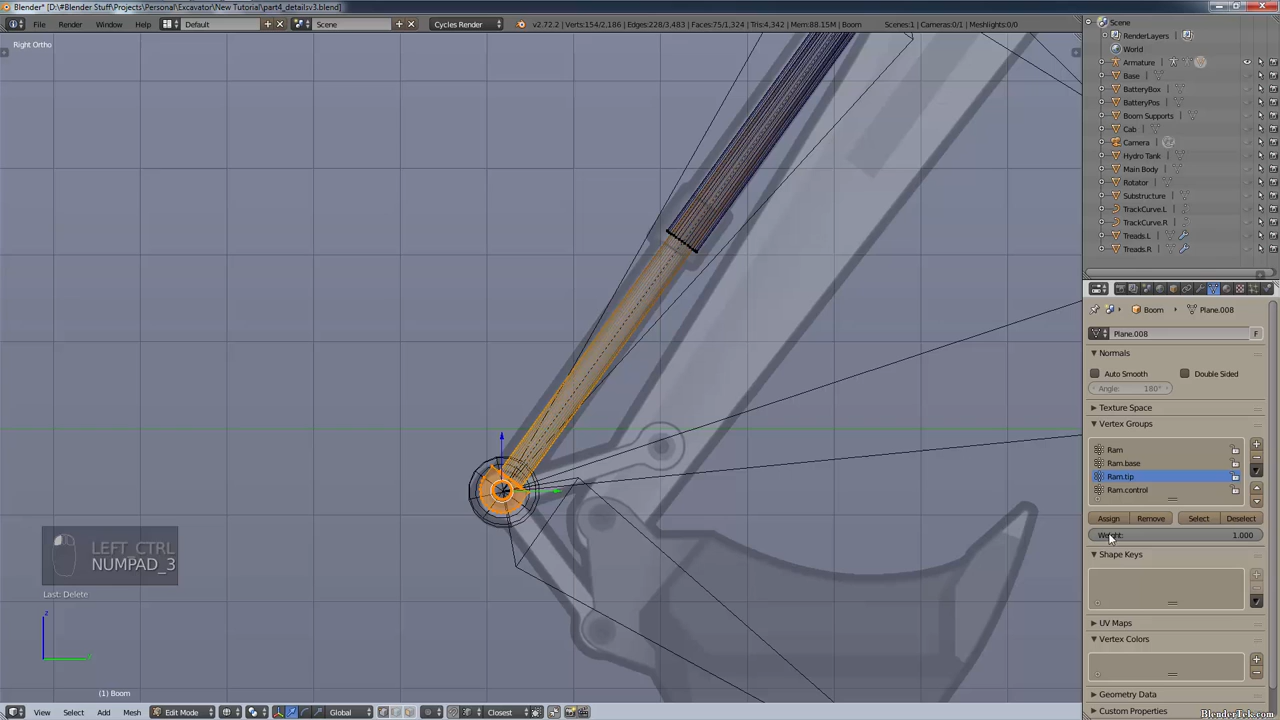 Blender* [D:\#Blender Stuff\Projects\Personal\Excavator\New Tutorial\part4_detailsv3.blend]
File Render Window Help Default Scene Cycles Render v2.72.2 | Verts:154/2,186 | Edges:228/3,483 | Faces:75/1,324 | Tris:4,342 | Mem:88.15M | Boom Scenes:1 | Cameras:0/1 | Meshlights:0/0
Right Ortho
Scene
RenderLayers
World
Armature
Base
BatteryBox
BatteryPos
Boom Supports
Cab
Camera
Hydro Tank
Main Body
Rotator
Substructure
TrackCurve.L
TrackCurve.R
Treads.L
Treads.R
Boom Plane.008
Plane.008 F
Normals
Auto Smooth Double Sided
Angle: 180°
Texture Space
Vertex Groups
Ram
Ram.base
Ram.tip
Ram.control
Assign Remove Select Deselect
Weight: 1.000
Shape Keys
UV Maps
Vertex Colors
Geometry Data
Custom Properties
LEFT_CTRL
NUMPAD_3
Last: Delete
z
(1) Boom
View Select Add Mesh Edit Mode Global Closest
BlenderTek.com